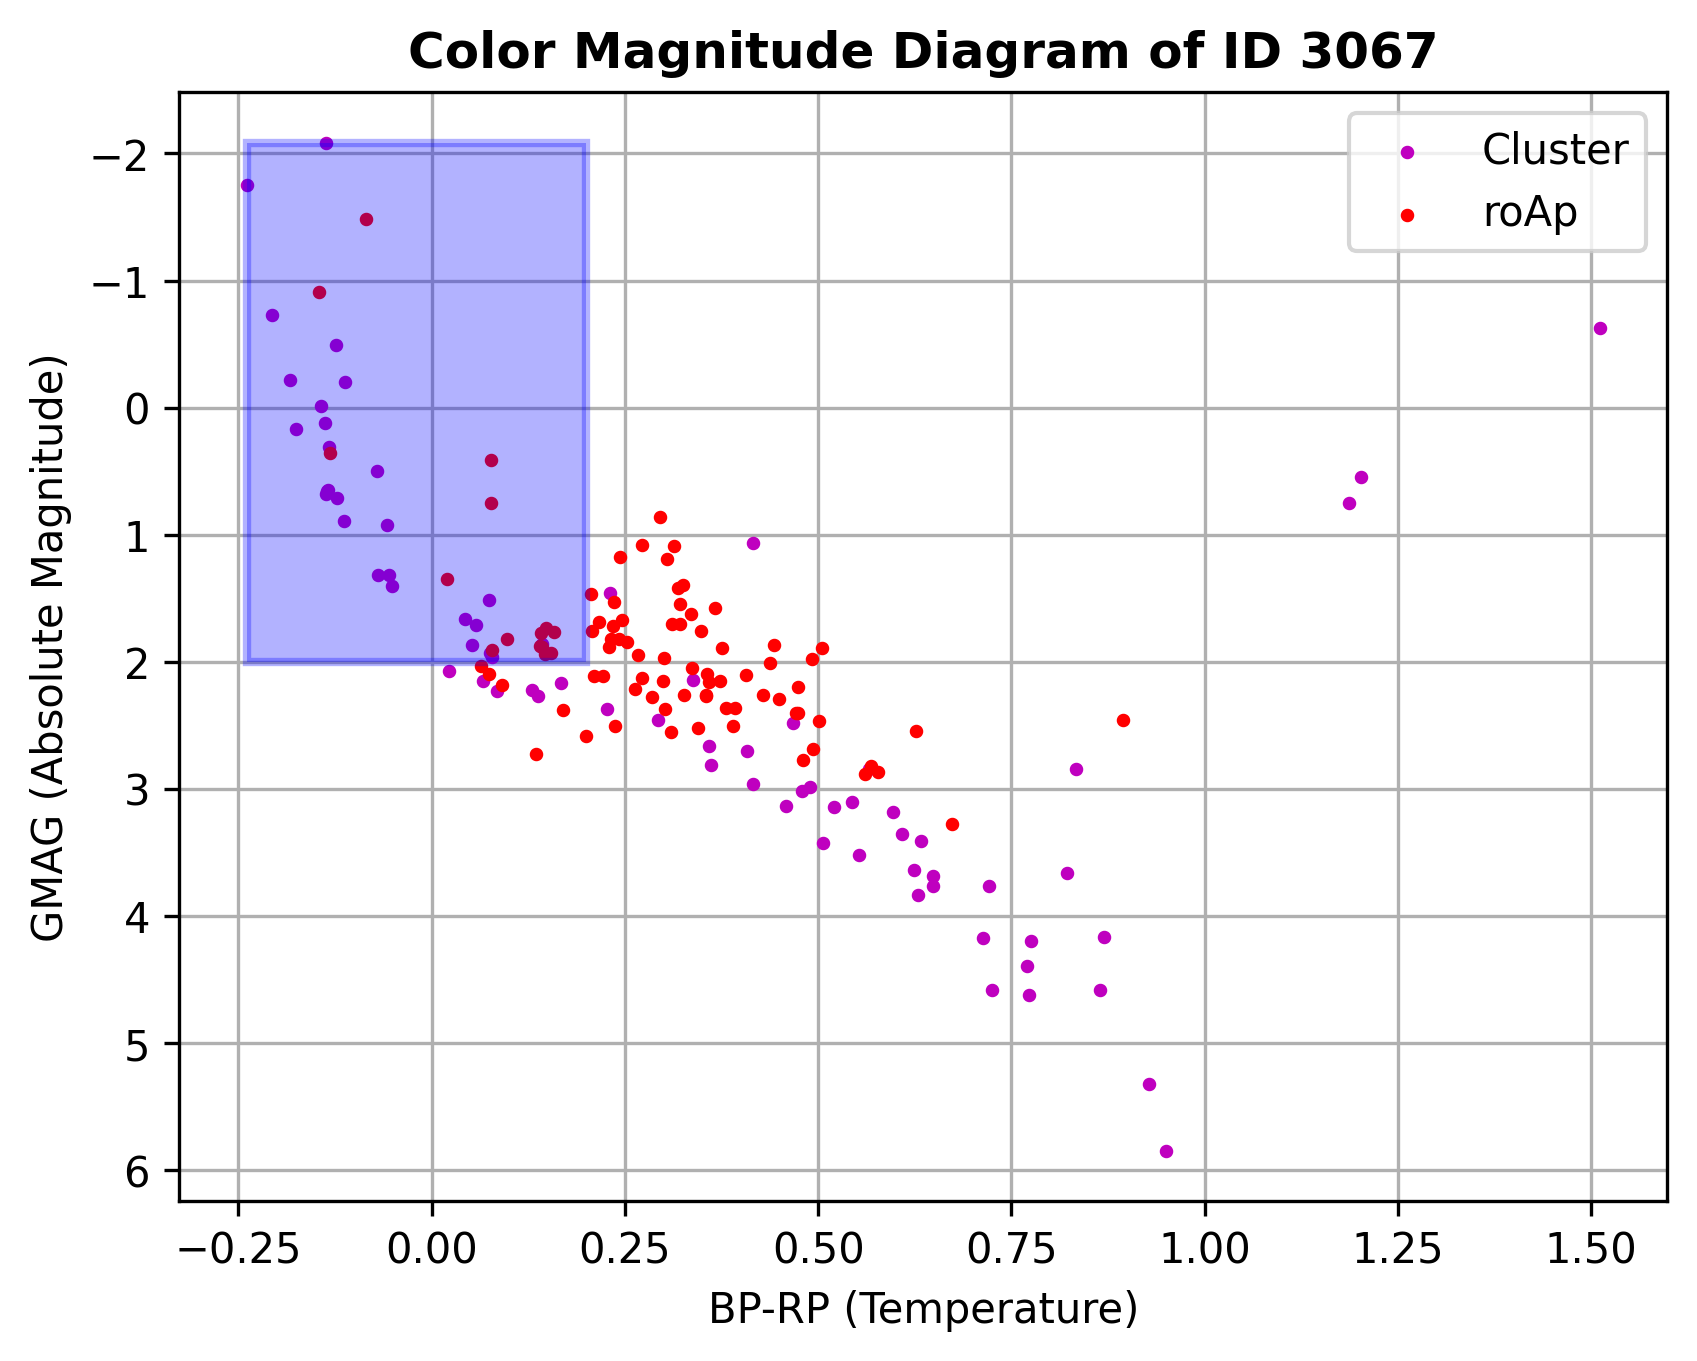 Color Magnitude Diagram of ID 3067
Cluster
roAp
GMAG (Absolute Magnitude)
−2
−1
0
1
2
3
4
5
6
−0.25 0.00 0.25 0.50 0.75 1.00 1.25 1.50
BP-RP (Temperature)